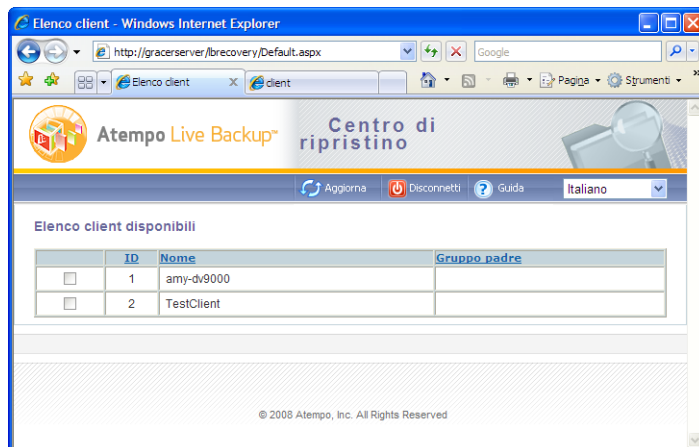 Elenco client - Windows Internet Explorer
http://gracerserver/lbrecovery/Default.aspx
Google
Elenco client
client
Pagina
Strumenti
Atempo Live Backup™
Centro di
ripristino
Aggiorna
Disconnetti
Guida
Italiano
Elenco client disponibili
ID Nome Gruppo padre
1 amy-dv9000
2 TestClient
© 2008 Atempo, Inc. All Rights Reserved